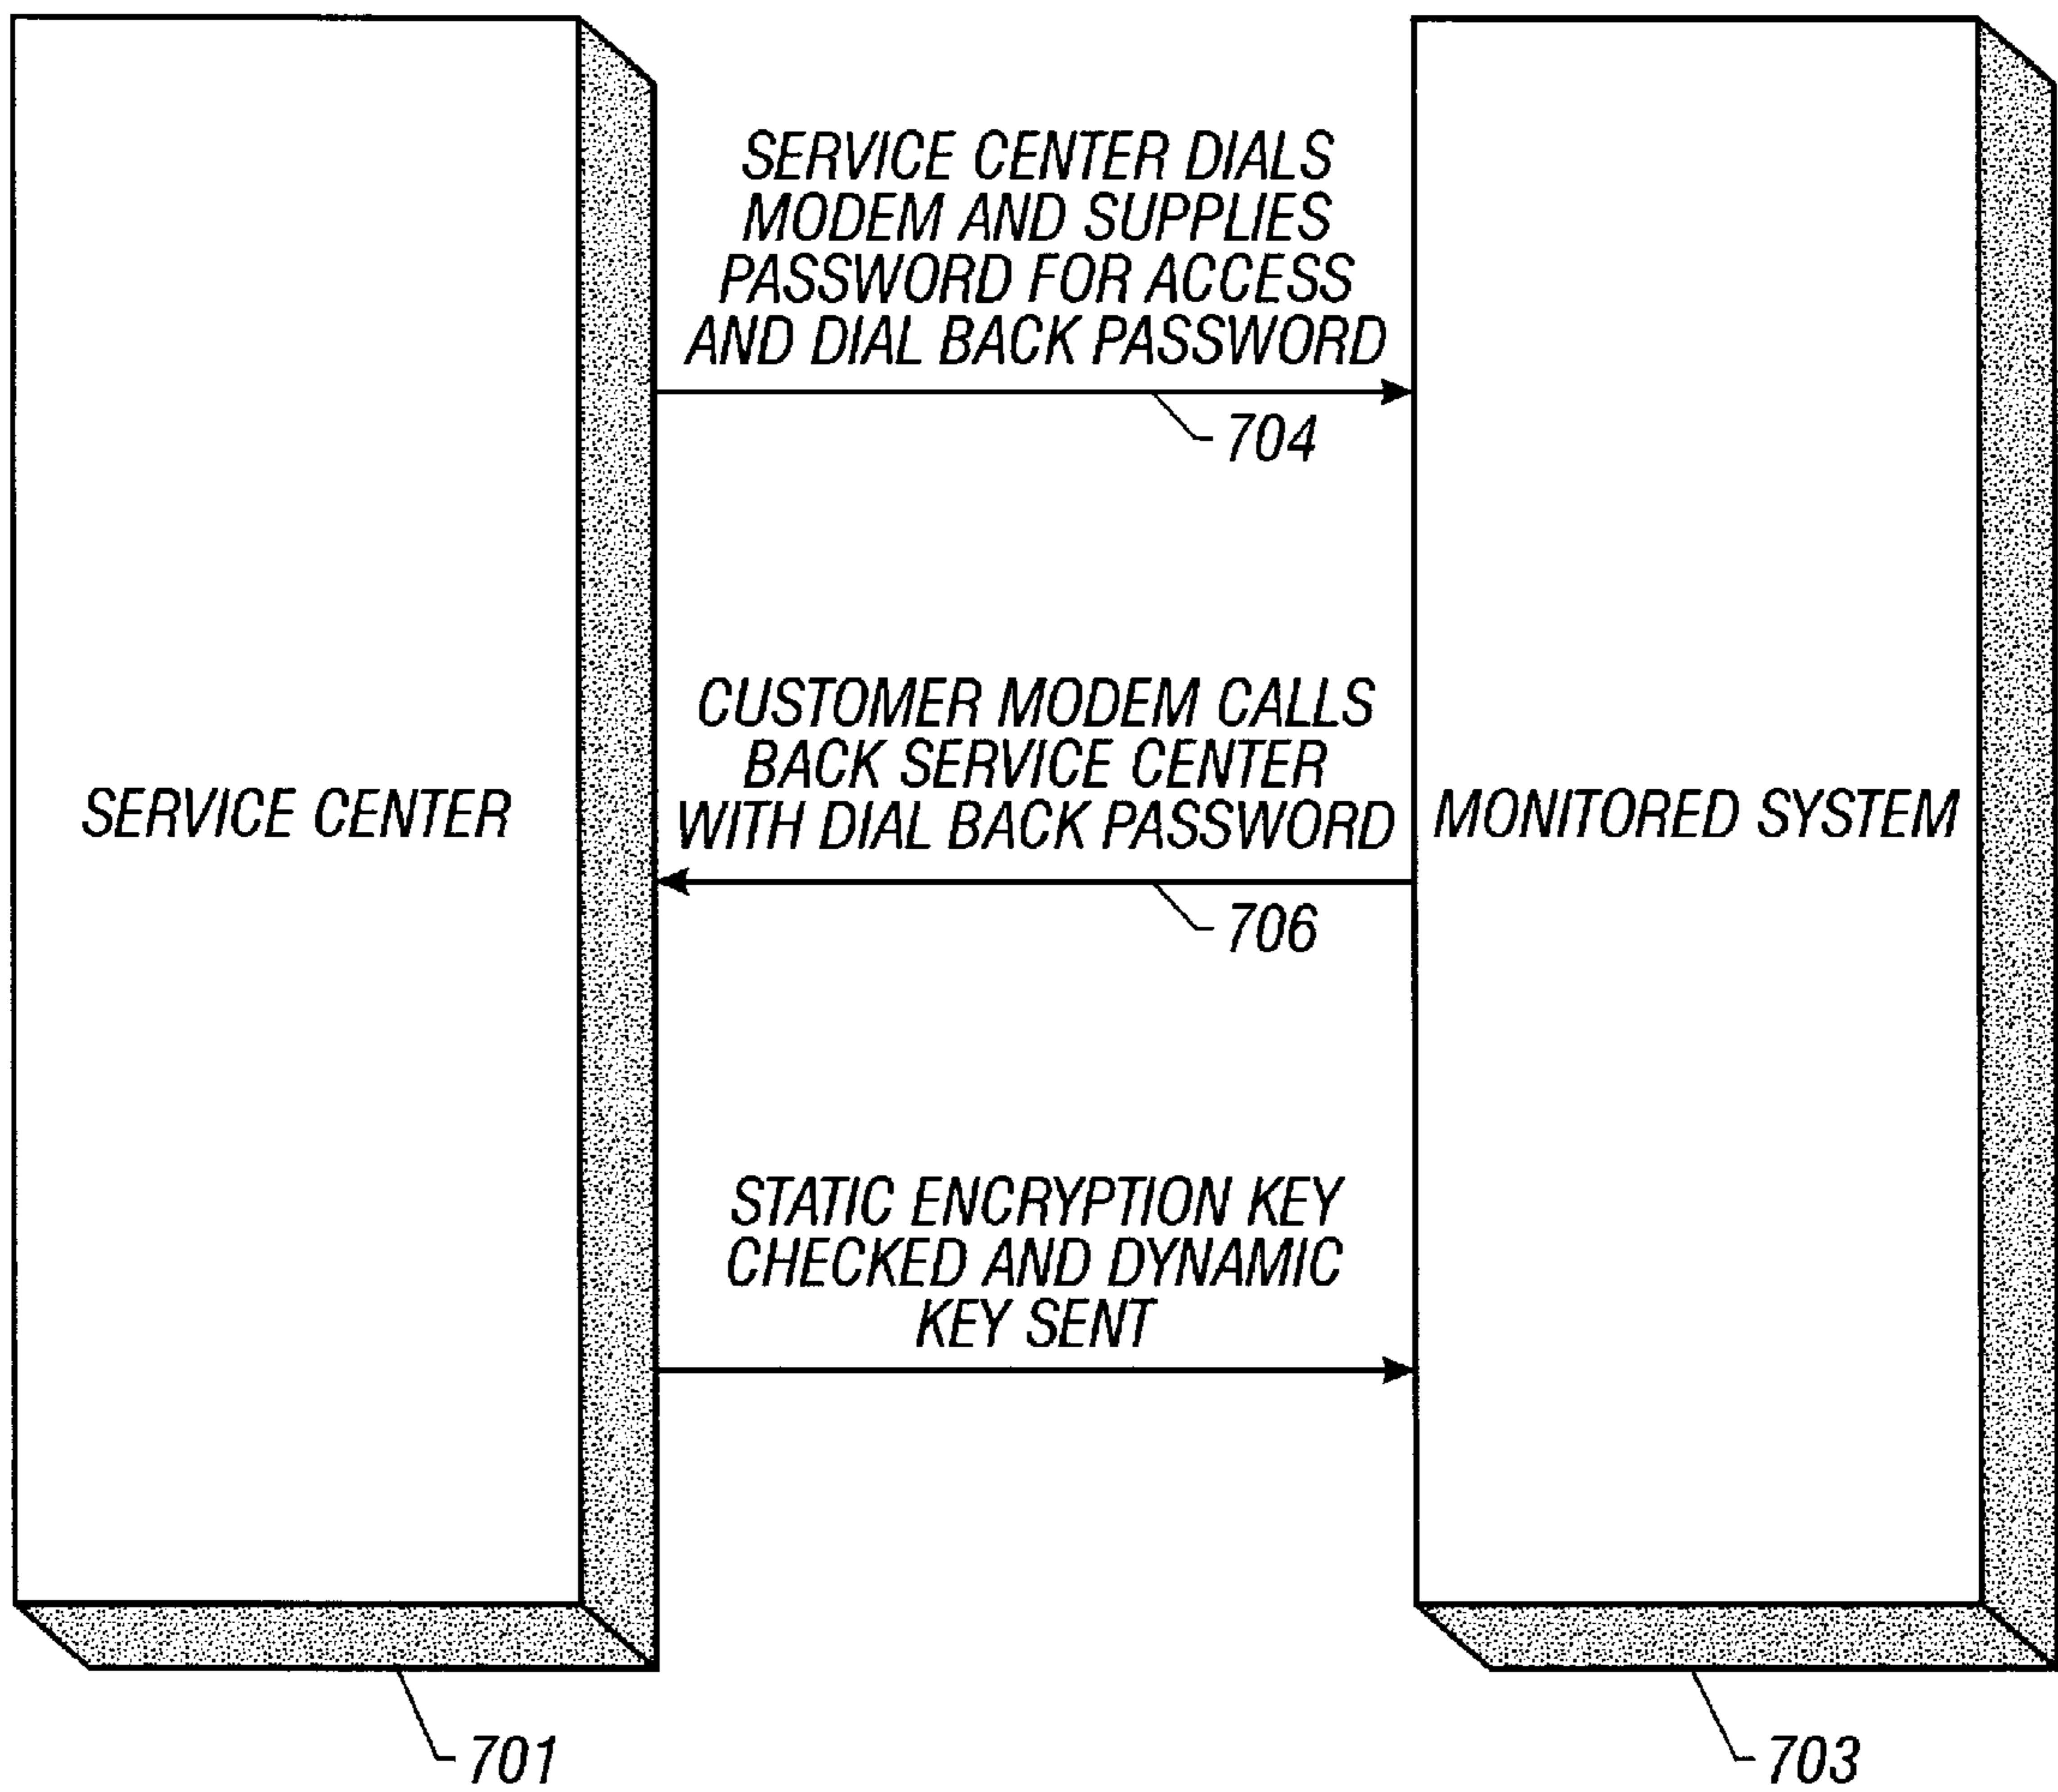 SERVICE CENTER DIALS
MODEM AND SUPPLIES
PASSWORD FOR ACCESS
AND DIAL BACK PASSWORD
704
CUSTOMER MODEM CALLS
BACK SERVICE CENTER
WITH DIAL BACK PASSWORD
SERVICE CENTER
MONITORED SYSTEM
706
STATIC ENCRYPTION KEY
CHECKED AND DYNAMIC
KEY SENT
701
703